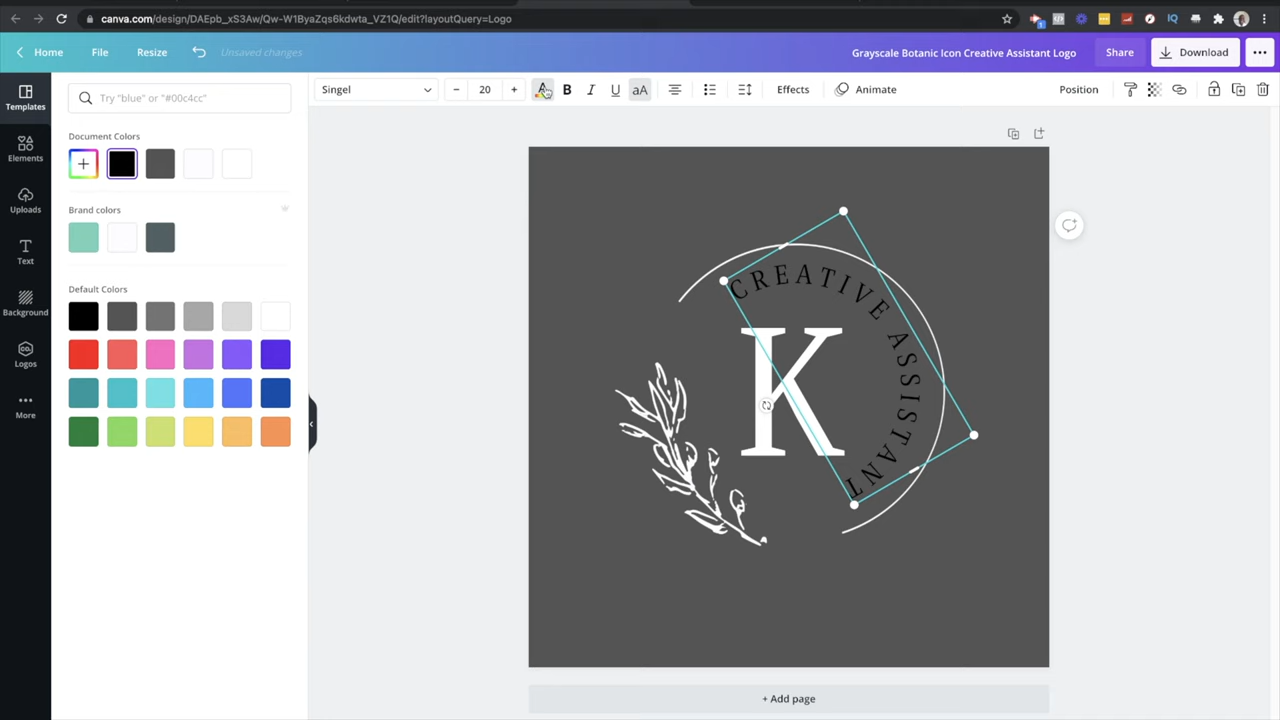 canva.com/design/DAEpb_xS3Aw/Qw-W1ByaZqs6kdwta_VZ1Q/edit?layoutQuery=Logo
Home File Resize Unsaved changes Grayscale Botanic Icon Creative Assistant Logo Share Download
Templates
Elements
Uploads
Text
Background
Logos
More
Try "blue" or "#00c4cc"
Document Colors
Brand colors
Default Colors
Singel 20 A B I U aA Effects Animate Position
CREATIVE ASSISTANT
K
+ Add page